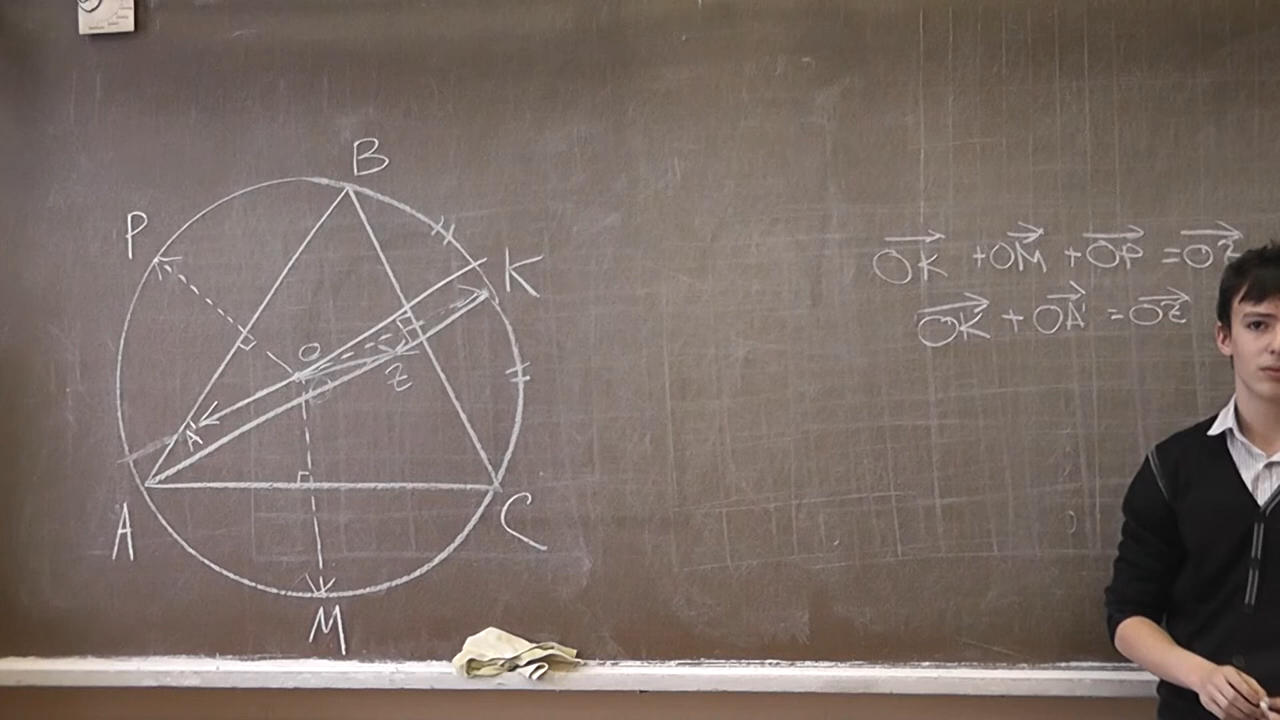 B
P
K
O
Z
A'
A
C
M
OK + OM + OP = OZ
OK + OA' = OZ